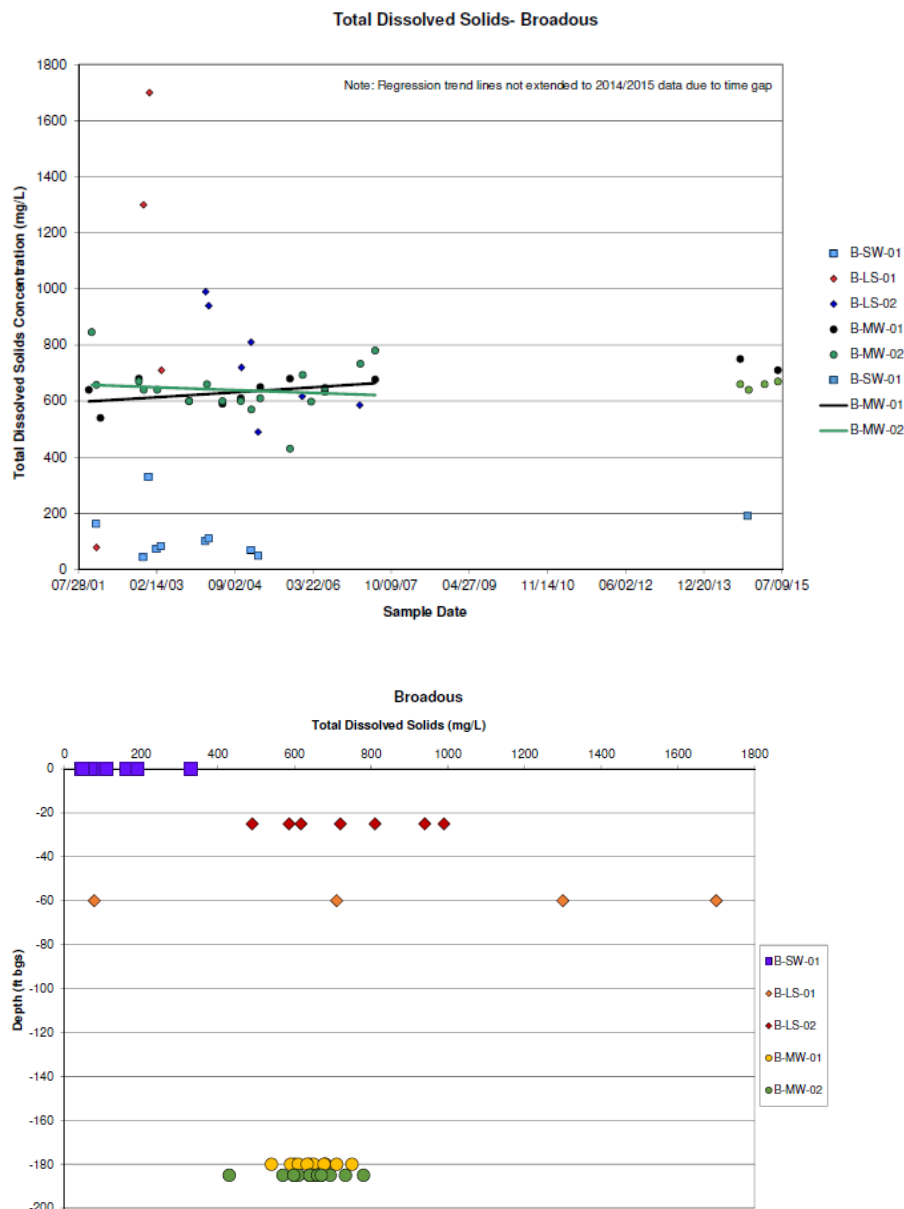 Total Dissolved Solids- Broadous
Note: Regression trend lines not extended to 2014/2015 data due to time gap
Total Dissolved Solids Concentration (mg/L)
1800
1600
1400
1200
1000
800
600
400
200
0
07/28/01 02/14/03 09/02/04 03/22/06 10/09/07 04/27/09 11/14/10 06/02/12 12/20/13 07/09/15
Sample Date
B-SW-01
B-LS-01
B-LS-02
B-MW-01
B-MW-02
B-SW-01
B-MW-01
B-MW-02
Broadous
Total Dissolved Solids (mg/L)
0 200 400 600 800 1000 1200 1400 1600 1800
Depth (ft bgs)
0
-20
-40
-60
-80
-100
-120
-140
-160
-180
-200
B-SW-01
B-LS-01
B-LS-02
B-MW-01
B-MW-02